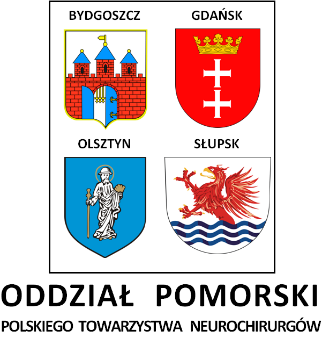 BYDGOSZCZ GDAŃSK
OLSZTYN SŁUPSK
ODDZIAŁ POMORSKI
POLSKIEGO TOWARZYSTWA NEUROCHIRURGÓW